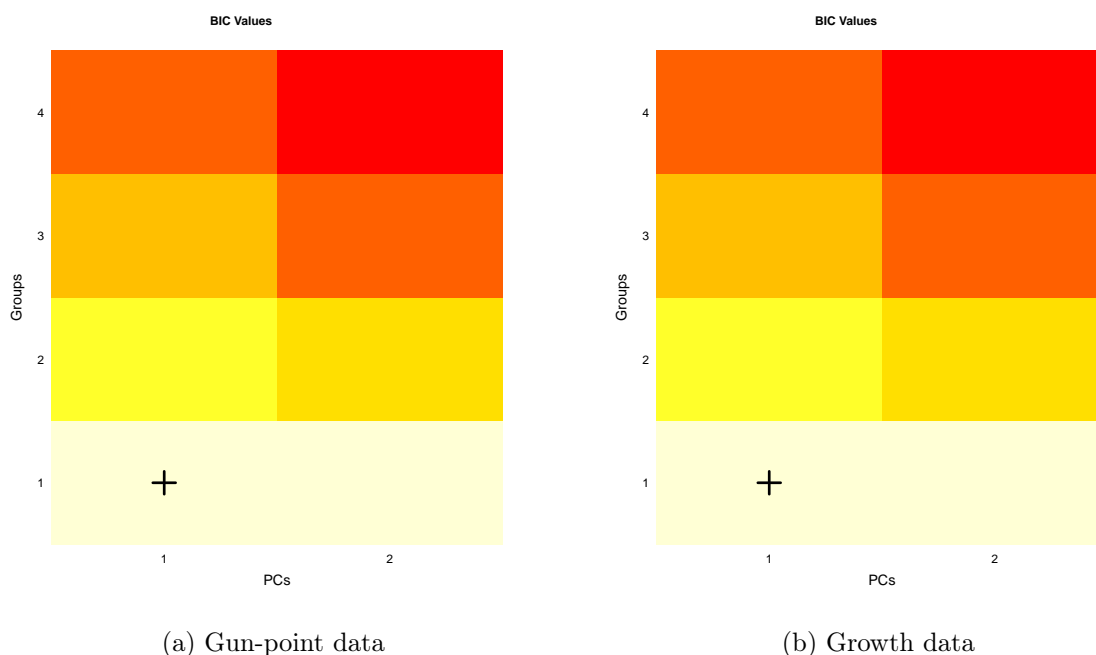 BIC Values
4
3
2
1
Groups
1 2
PCs
(a) Gun-point data
BIC Values
4
3
2
1
Groups
1 2
PCs
(b) Growth data